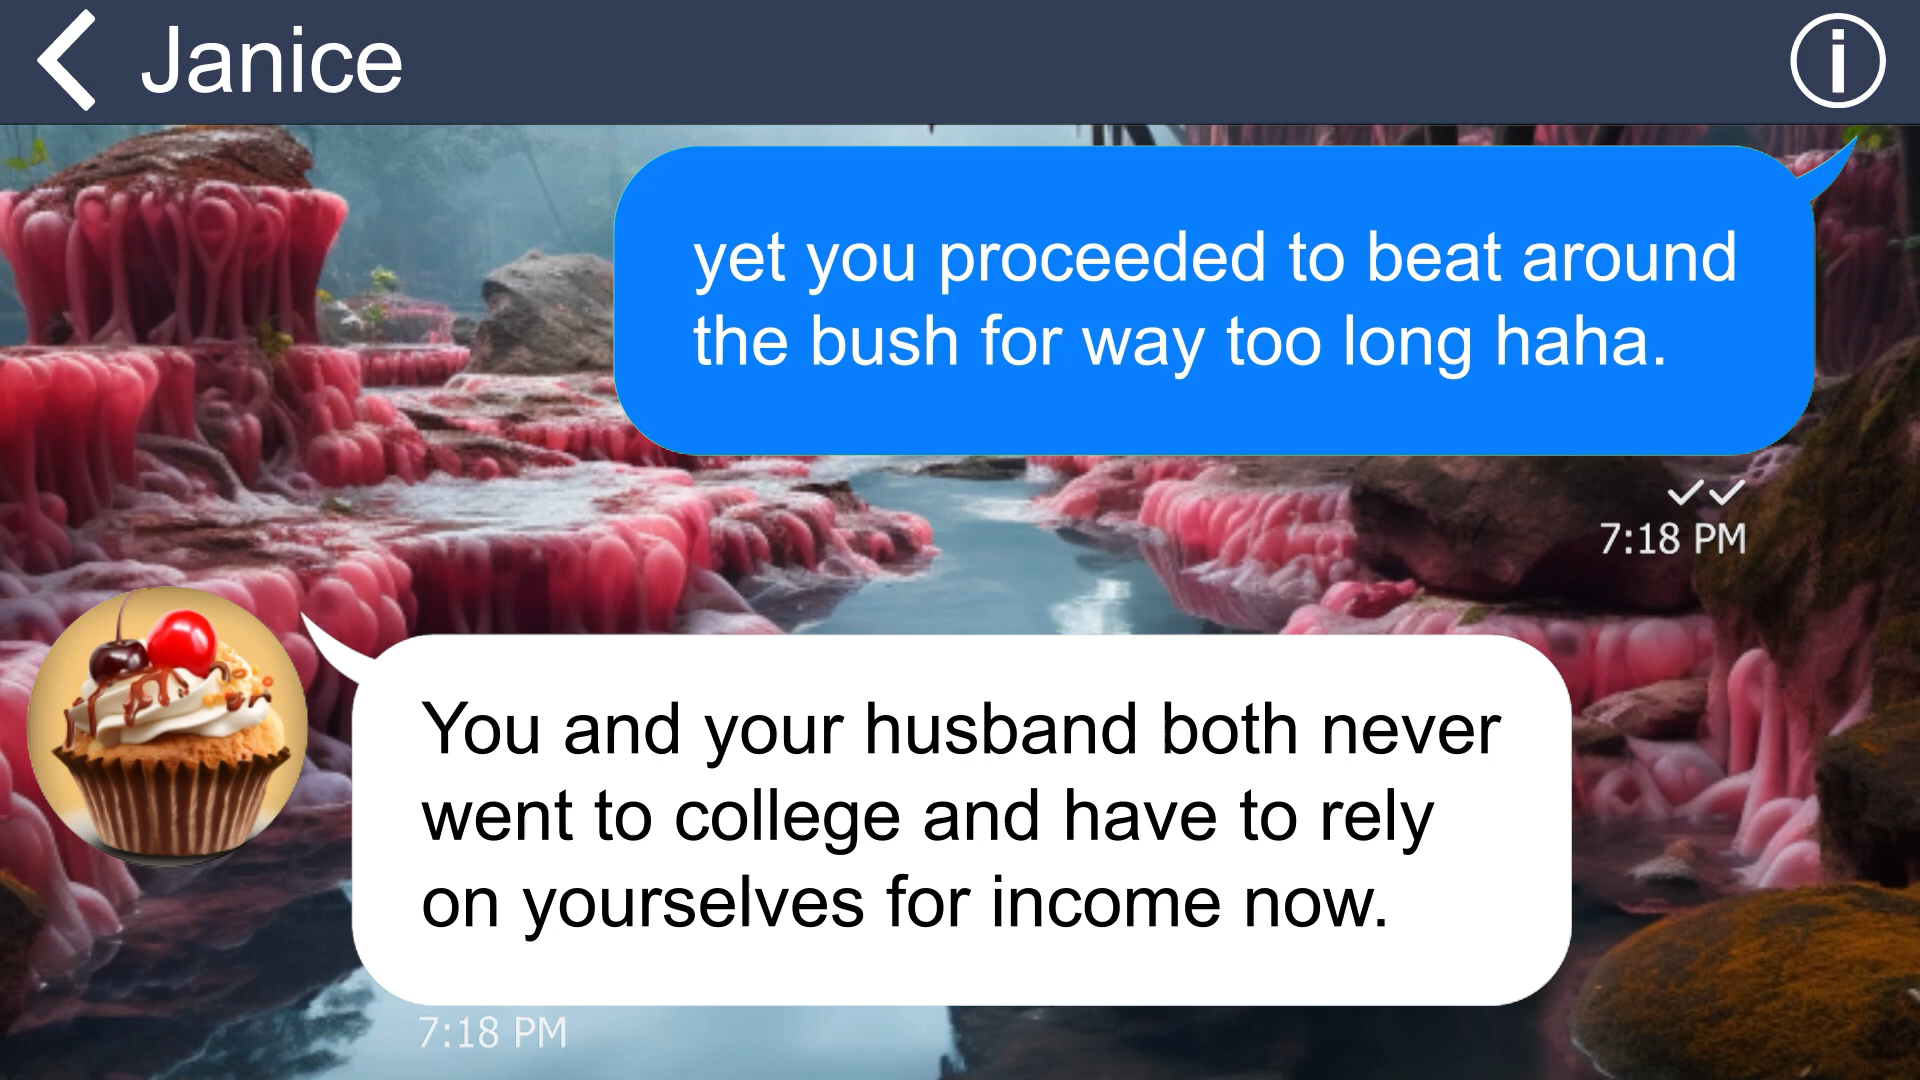 Janice
yet you proceeded to beat around
the bush for way too long haha.
7:18 PM
You and your husband both never
went to college and have to rely
on yourselves for income now.
7:18 PM